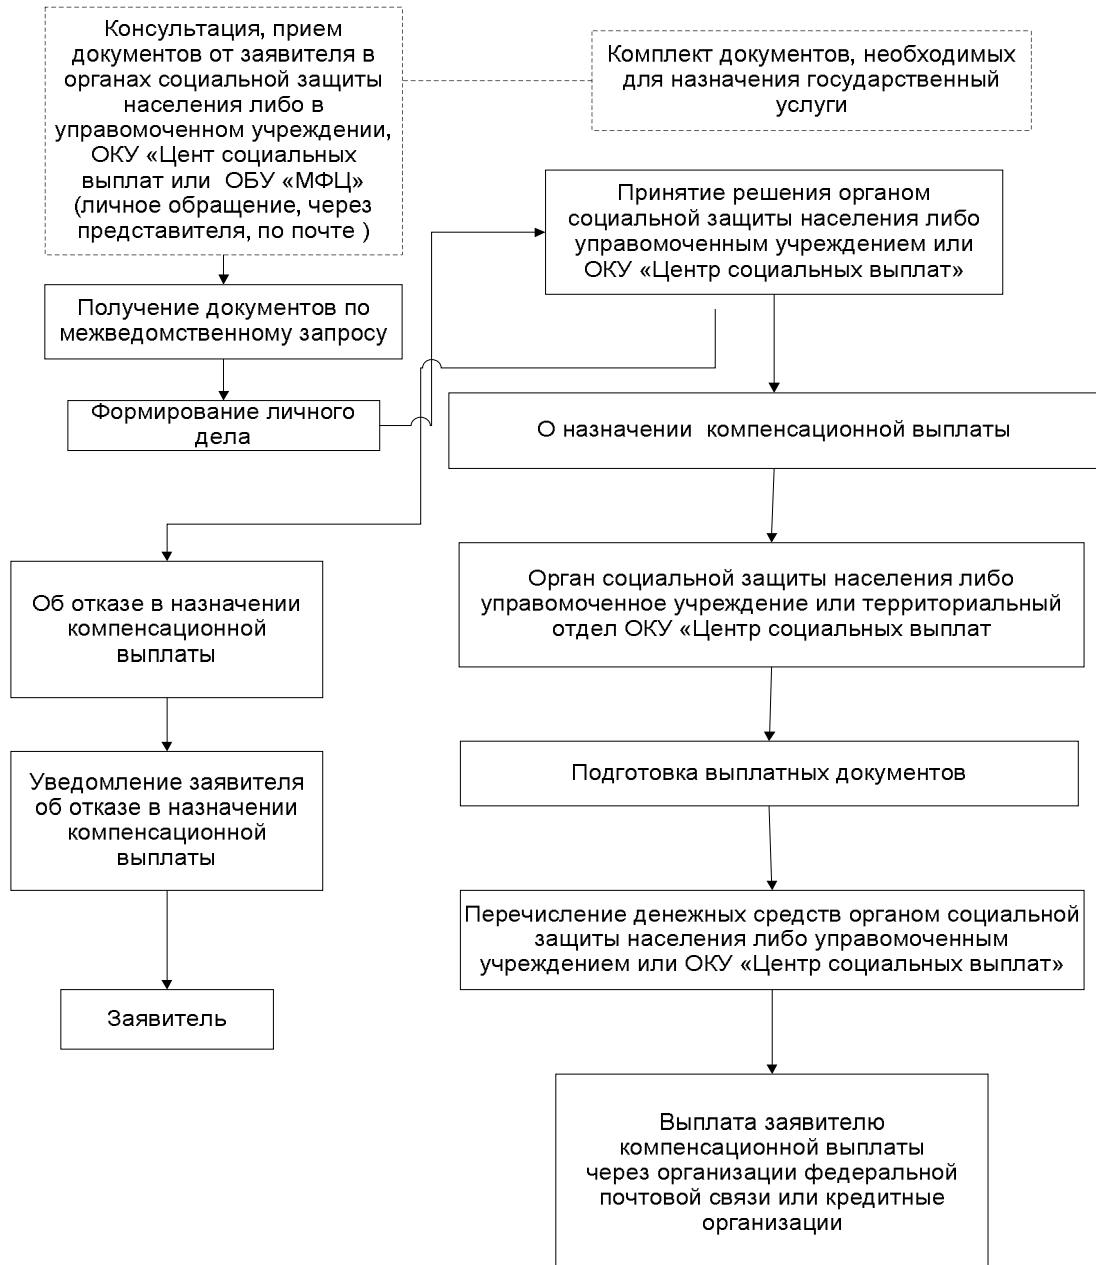 Консультация, прием
документов от заявителя в
органах социальной защиты
населения либо в
управомоченном учреждении,
ОКУ «Цент социальных
выплат или  ОБУ «МФЦ»
(личное обращение, через
представителя, по почте )
Комплект документов, необходимых
для назначения государственный
услуги
Принятие решения органом
социальной защиты населения либо
управомоченным учреждением или
ОКУ «Центр социальных выплат»
Получение документов по
межведомственному запросу
Формирование личного
дела
О назначении  компенсационной выплаты
Орган социальной защиты населения либо
управомоченное учреждение или территориальный
отдел ОКУ «Центр социальных выплат
Об отказе в назначении
компенсационной
выплаты
Подготовка выплатных документов
Уведомление заявителя
об отказе в назначении
компенсационной
выплаты
Перечисление денежных средств органом социальной
защиты населения либо управомоченным
учреждением или ОКУ «Центр социальных выплат»
Заявитель
Выплата заявителю
компенсационной выплаты
через организации федеральной
почтовой связи или кредитные
организации